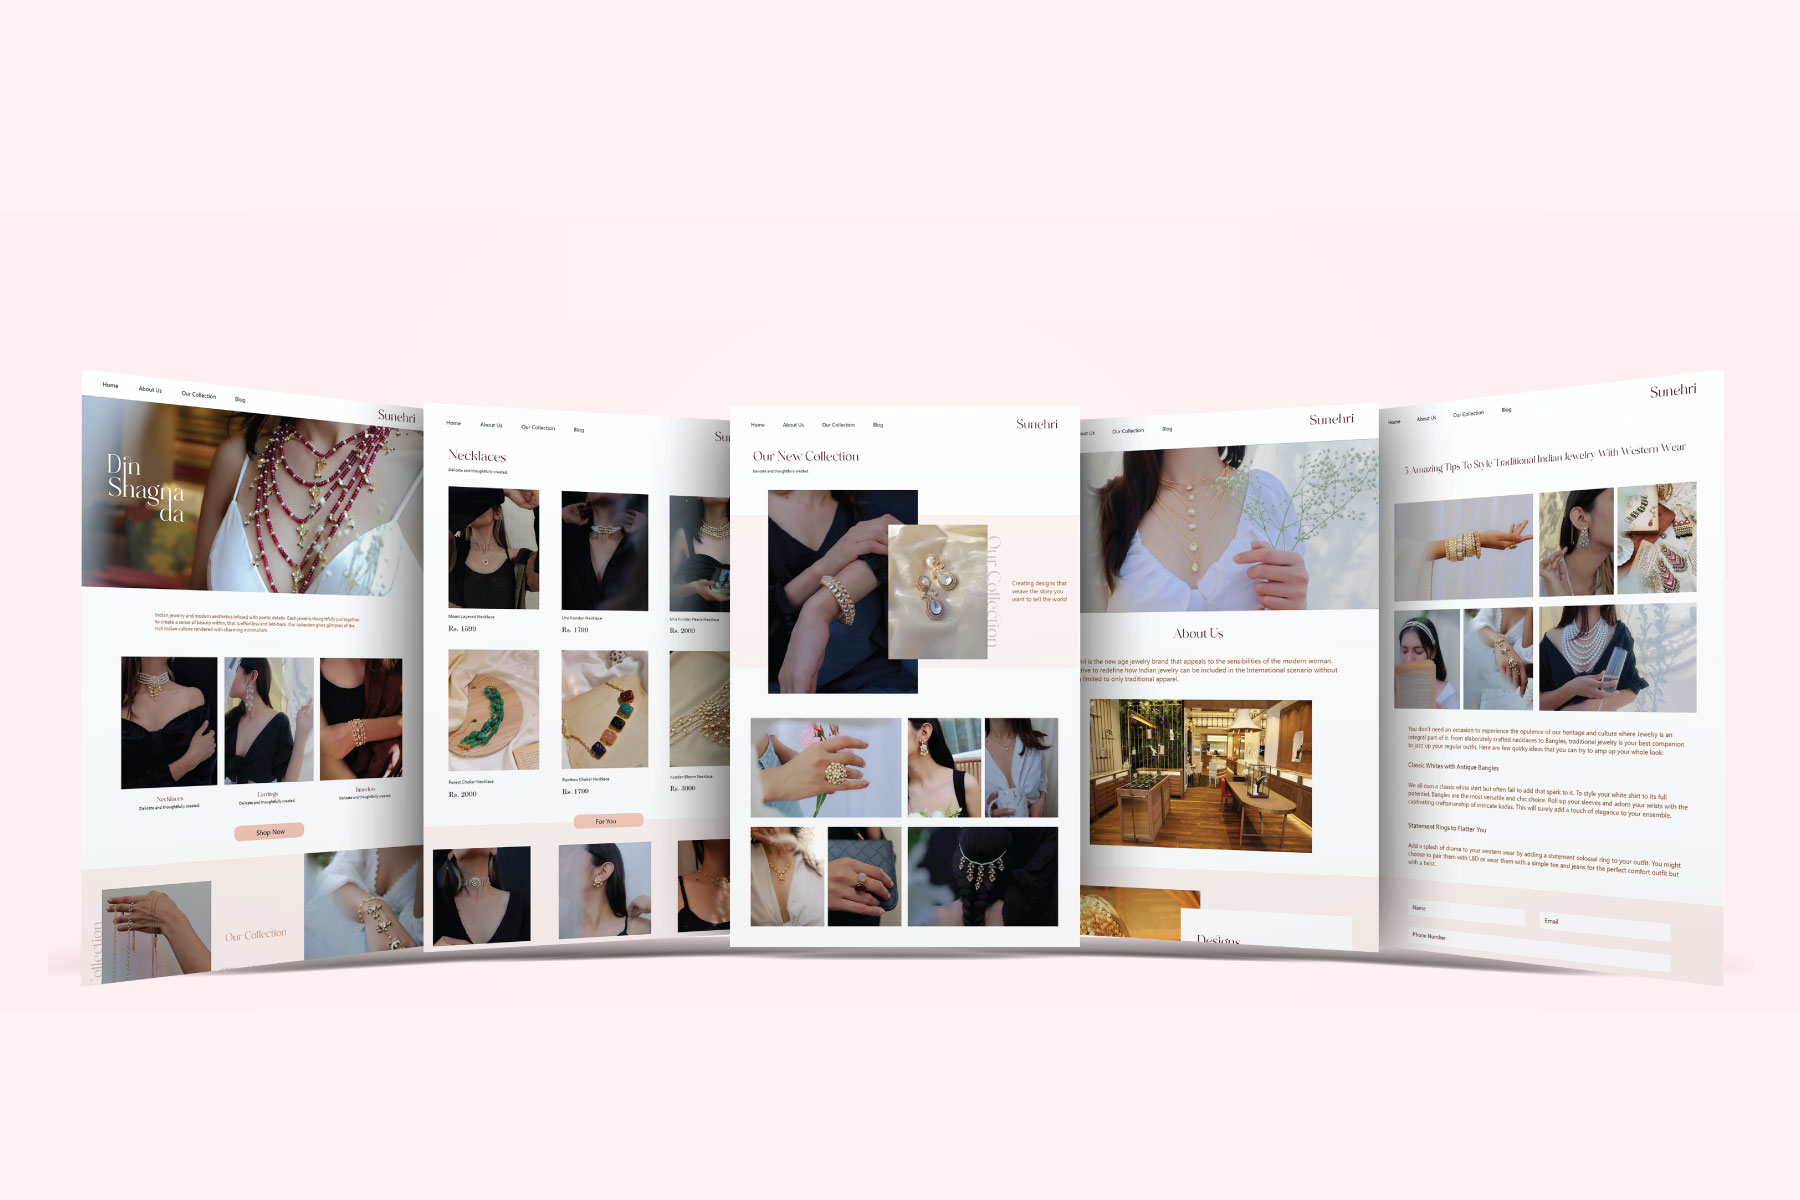 Home
About Us
Our Collection
Blog
Sunehri
Din
Shagna
da
Indian jewelry and modern aesthetics infused with poetic details. Each jewel is thoughtfully put together
to create a sense of beauty within, that is effortless and laid-back. Our collection gives glimpses of the
rich Indian culture rendered with charming minimalism.
Necklaces
Delicate and thoughtfully created.
Earrings
Delicate and thoughtfully created.
Bracelets
Delicate and thoughtfully created.
Shop Now
Our Collection
Home
About Us
Our Collection
Blog
Su
Necklaces
Delicate and thoughtfully created.
Moon Layered Necklace
Rs. 1599
Uni Kundan Necklace
Rs. 1799
Uni Kundan Pearls Necklace
Rs. 2000
Forest Choker Necklace
Rs. 2000
Rainbow Choker Necklace
Rs. 1799
Kundan Bloom Necklace
Rs. 3000
For You
Home
About Us
Our Collection
Blog
Sunehri
Our New Collection
Delicate and thoughtfully created.
Our Collection
Creating designs that
weave the story you
want to tell the world
out Us
Our Collection
Blog
Sunehri
About Us
is the new age jewelry brand that appeals to the sensibilities of the modern woman.
rive to redefine how Indian jewelry can be included in the International scenario without
limited to only traditional apparel.
Designs
Home
About Us
Our Collection
Blog
Sunehri
5 Amazing Tips To Style Traditional Indian Jewelry With Western Wear
You don't need an occasion to experience the opulence of our heritage and culture where Jewelry is an
integral part of it. From elaborately crafted necklaces to Bangles, traditional jewelry is your best companion
to jazz up your regular outfit. Here are few quirky ideas that you can try to amp up your whole look:
Classic Whites with Antique Bangles
We all own a classic white shirt but often fail to add that spark to it. To style your white shirt to its full
potential, Bangles are the most versatile and chic choice. Roll up your sleeves and adorn your wrists with the
captivating craftsmanship of intricate kadas. This will surely add a touch of elegance to your ensemble.
Statement Rings to Flatter You
Add a splash of drama to your western wear by adding a statement colossal ring to your outfit. You might
choose to pair them with LBD or wear them with a simple tee and jeans for the perfect comfort outfit but
with a twist.
Name
Email
Phone Number